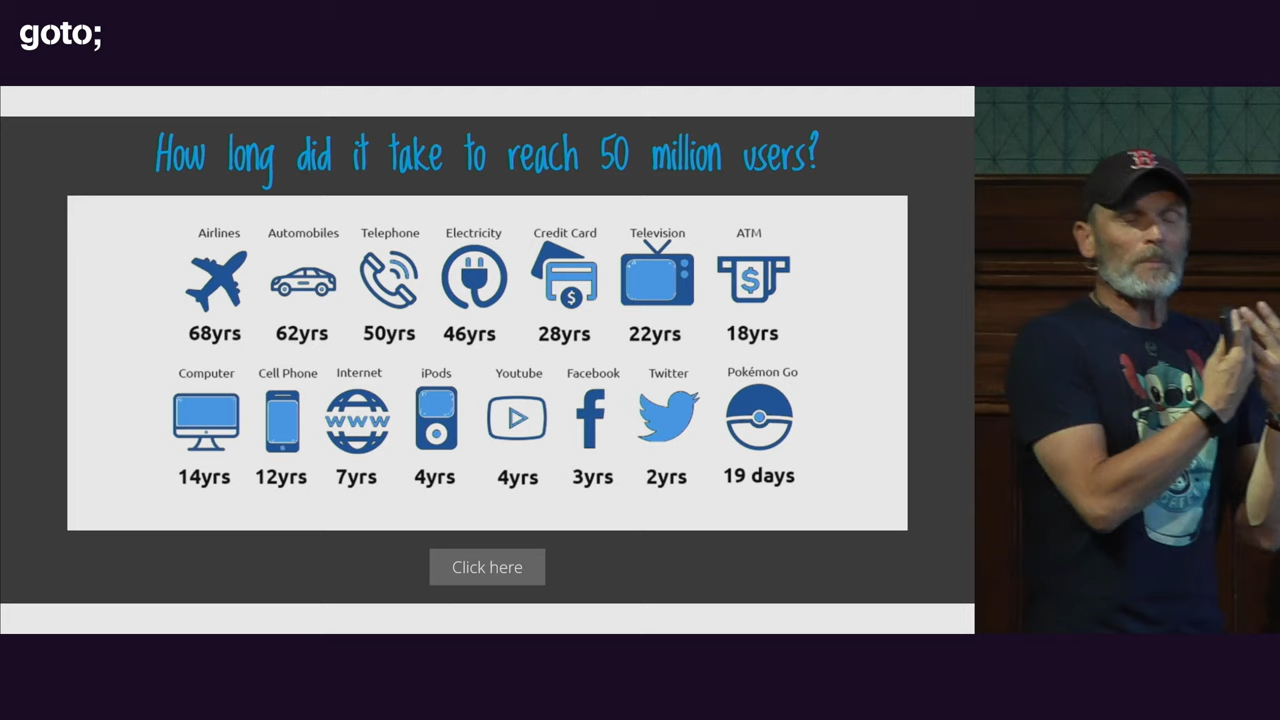 goto;
How long did it take to reach 50 million users?
Airlines Automobiles Telephone Electricity Credit Card Television ATM
68yrs 62yrs 50yrs 46yrs 28yrs 22yrs 18yrs
Computer Cell Phone Internet iPods Youtube Facebook Twitter Pokémon Go
www
14yrs 12yrs 7yrs 4yrs 4yrs 3yrs 2yrs 19 days
Click here